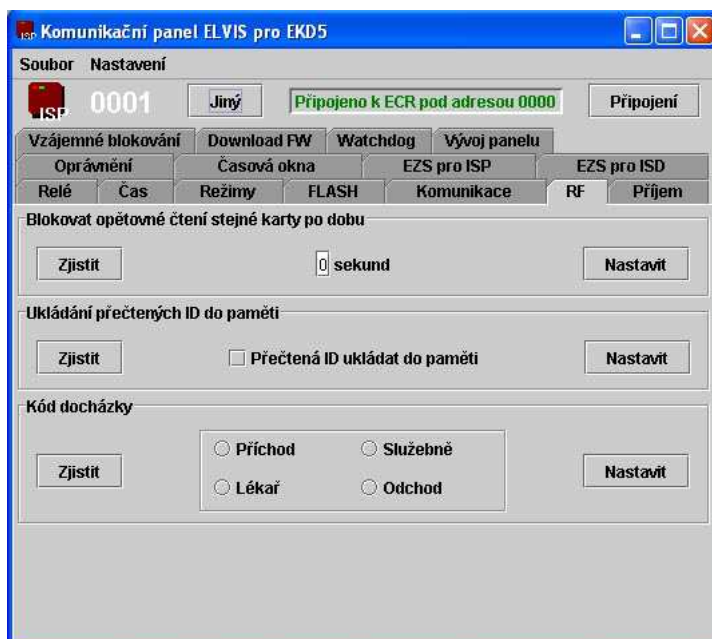 ISP Komunikační panel ELVIS pro EKD5
Soubor Nastavení
ISP 0001 Jiný Připojeno k ECR pod adresou 0000 Připojení
Vzájemné blokování Download FW Watchdog Vývoj panelu
Oprávnění Časová okna EZS pro ISP EZS pro ISD
Relé Čas Režimy FLASH Komunikace RF Příjem
Blokovat opětovné čtení stejné karty po dobu
Zjistit 0 sekund Nastavit
Ukládání přečtených ID do paměti
Zjistit Přečtená ID ukládat do paměti Nastavit
Kód docházky
Příchod Služebně
Zjistit Nastavit
Lékař Odchod